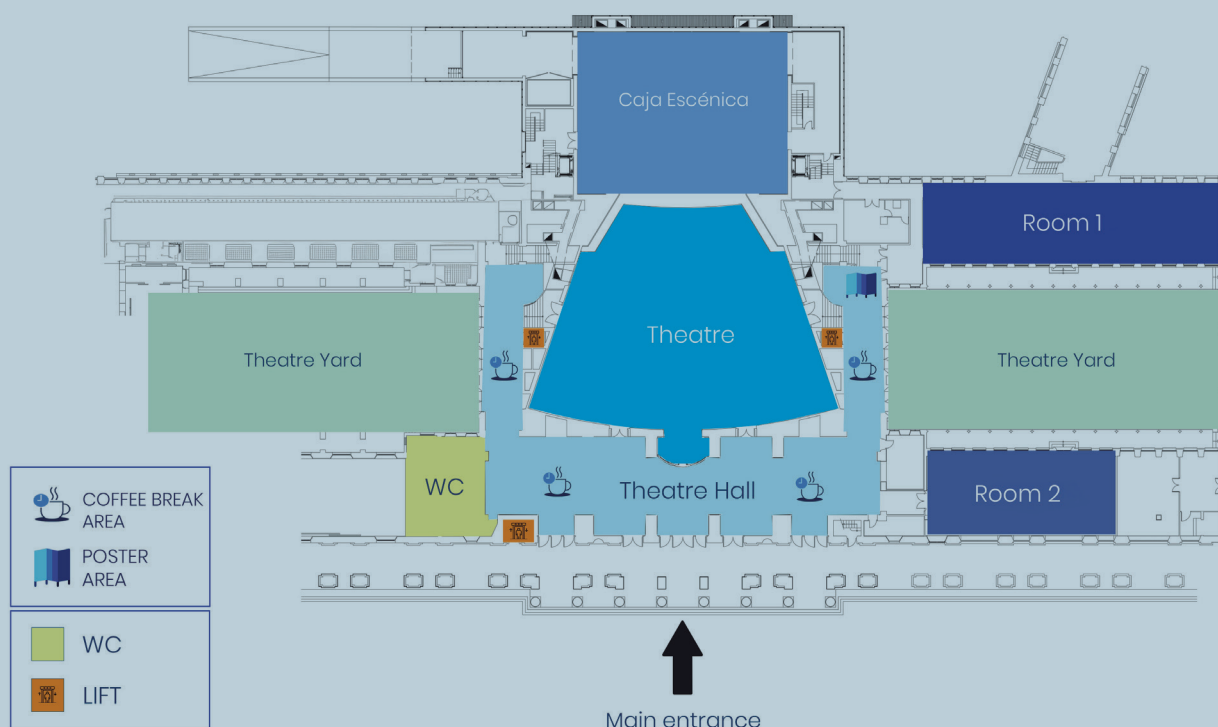 Caja Escénica
Room 1
Theatre Yard
Theatre
Theatre Yard
WC
Theatre Hall
Room 2
COFFEE BREAK
AREA
POSTER
AREA
WC
LIFT
Main entrance